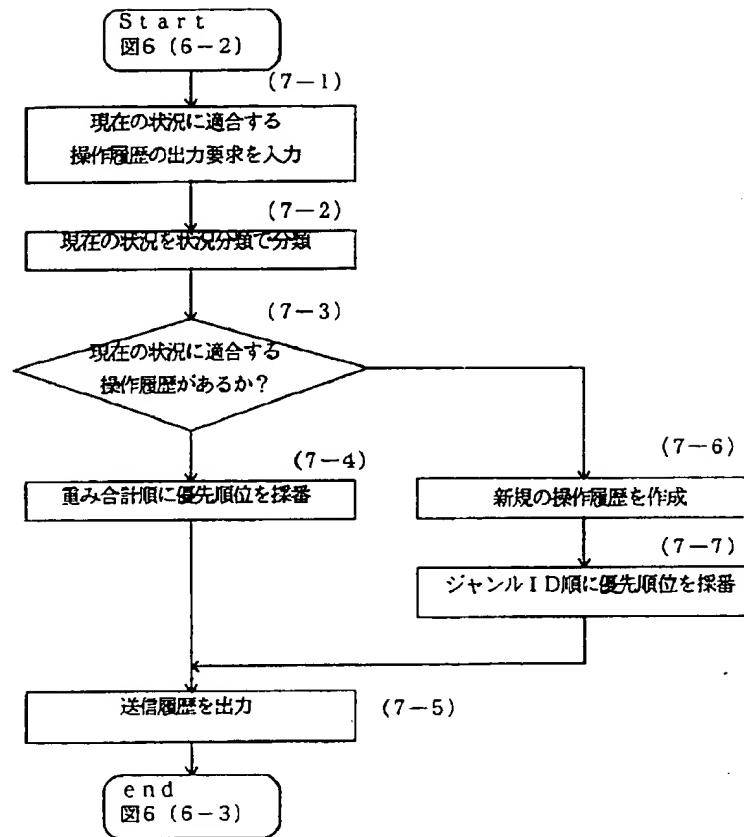 Start
図6（6－2）
（7－1）
現在の状況に適合する
操作履歴の出力要求を入力
（7－2）
現在の状況を状況分類で分類
（7－3）
現在の状況に適合する
操作履歴があるか？
（7－4）
重み合計順に優先順位を採番
（7－6）
新規の操作履歴を作成
（7－7）
ジャンルＩＤ順に優先順位を採番
送信履歴を出力
（7－5）
end
図6（6－3）